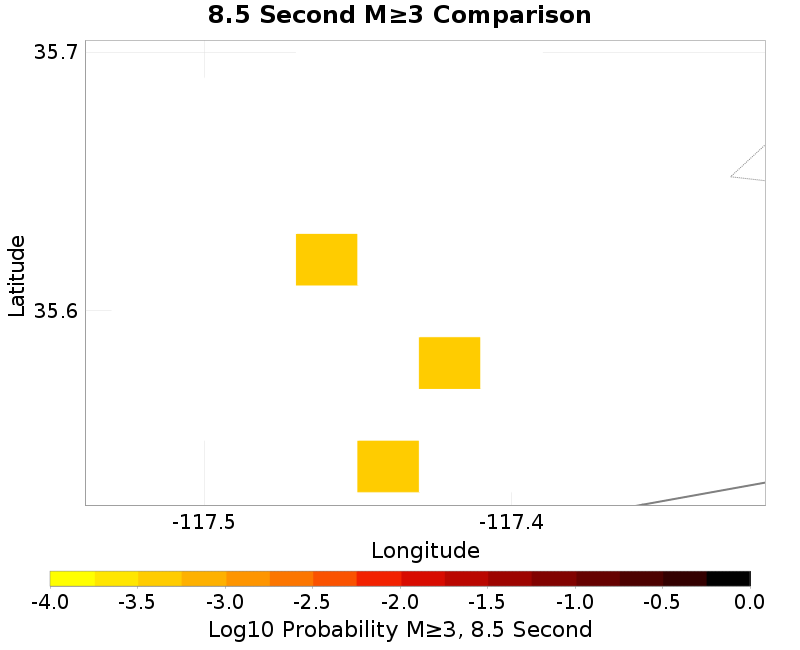 8.5 Second M≥3 Comparison
35.7
35.6
Latitude
-117.5 -117.4
Longitude
-4.0 -3.5 -3.0 -2.5 -2.0 -1.5 -1.0 -0.5 0.0
Log10 Probability M≥3, 8.5 Second